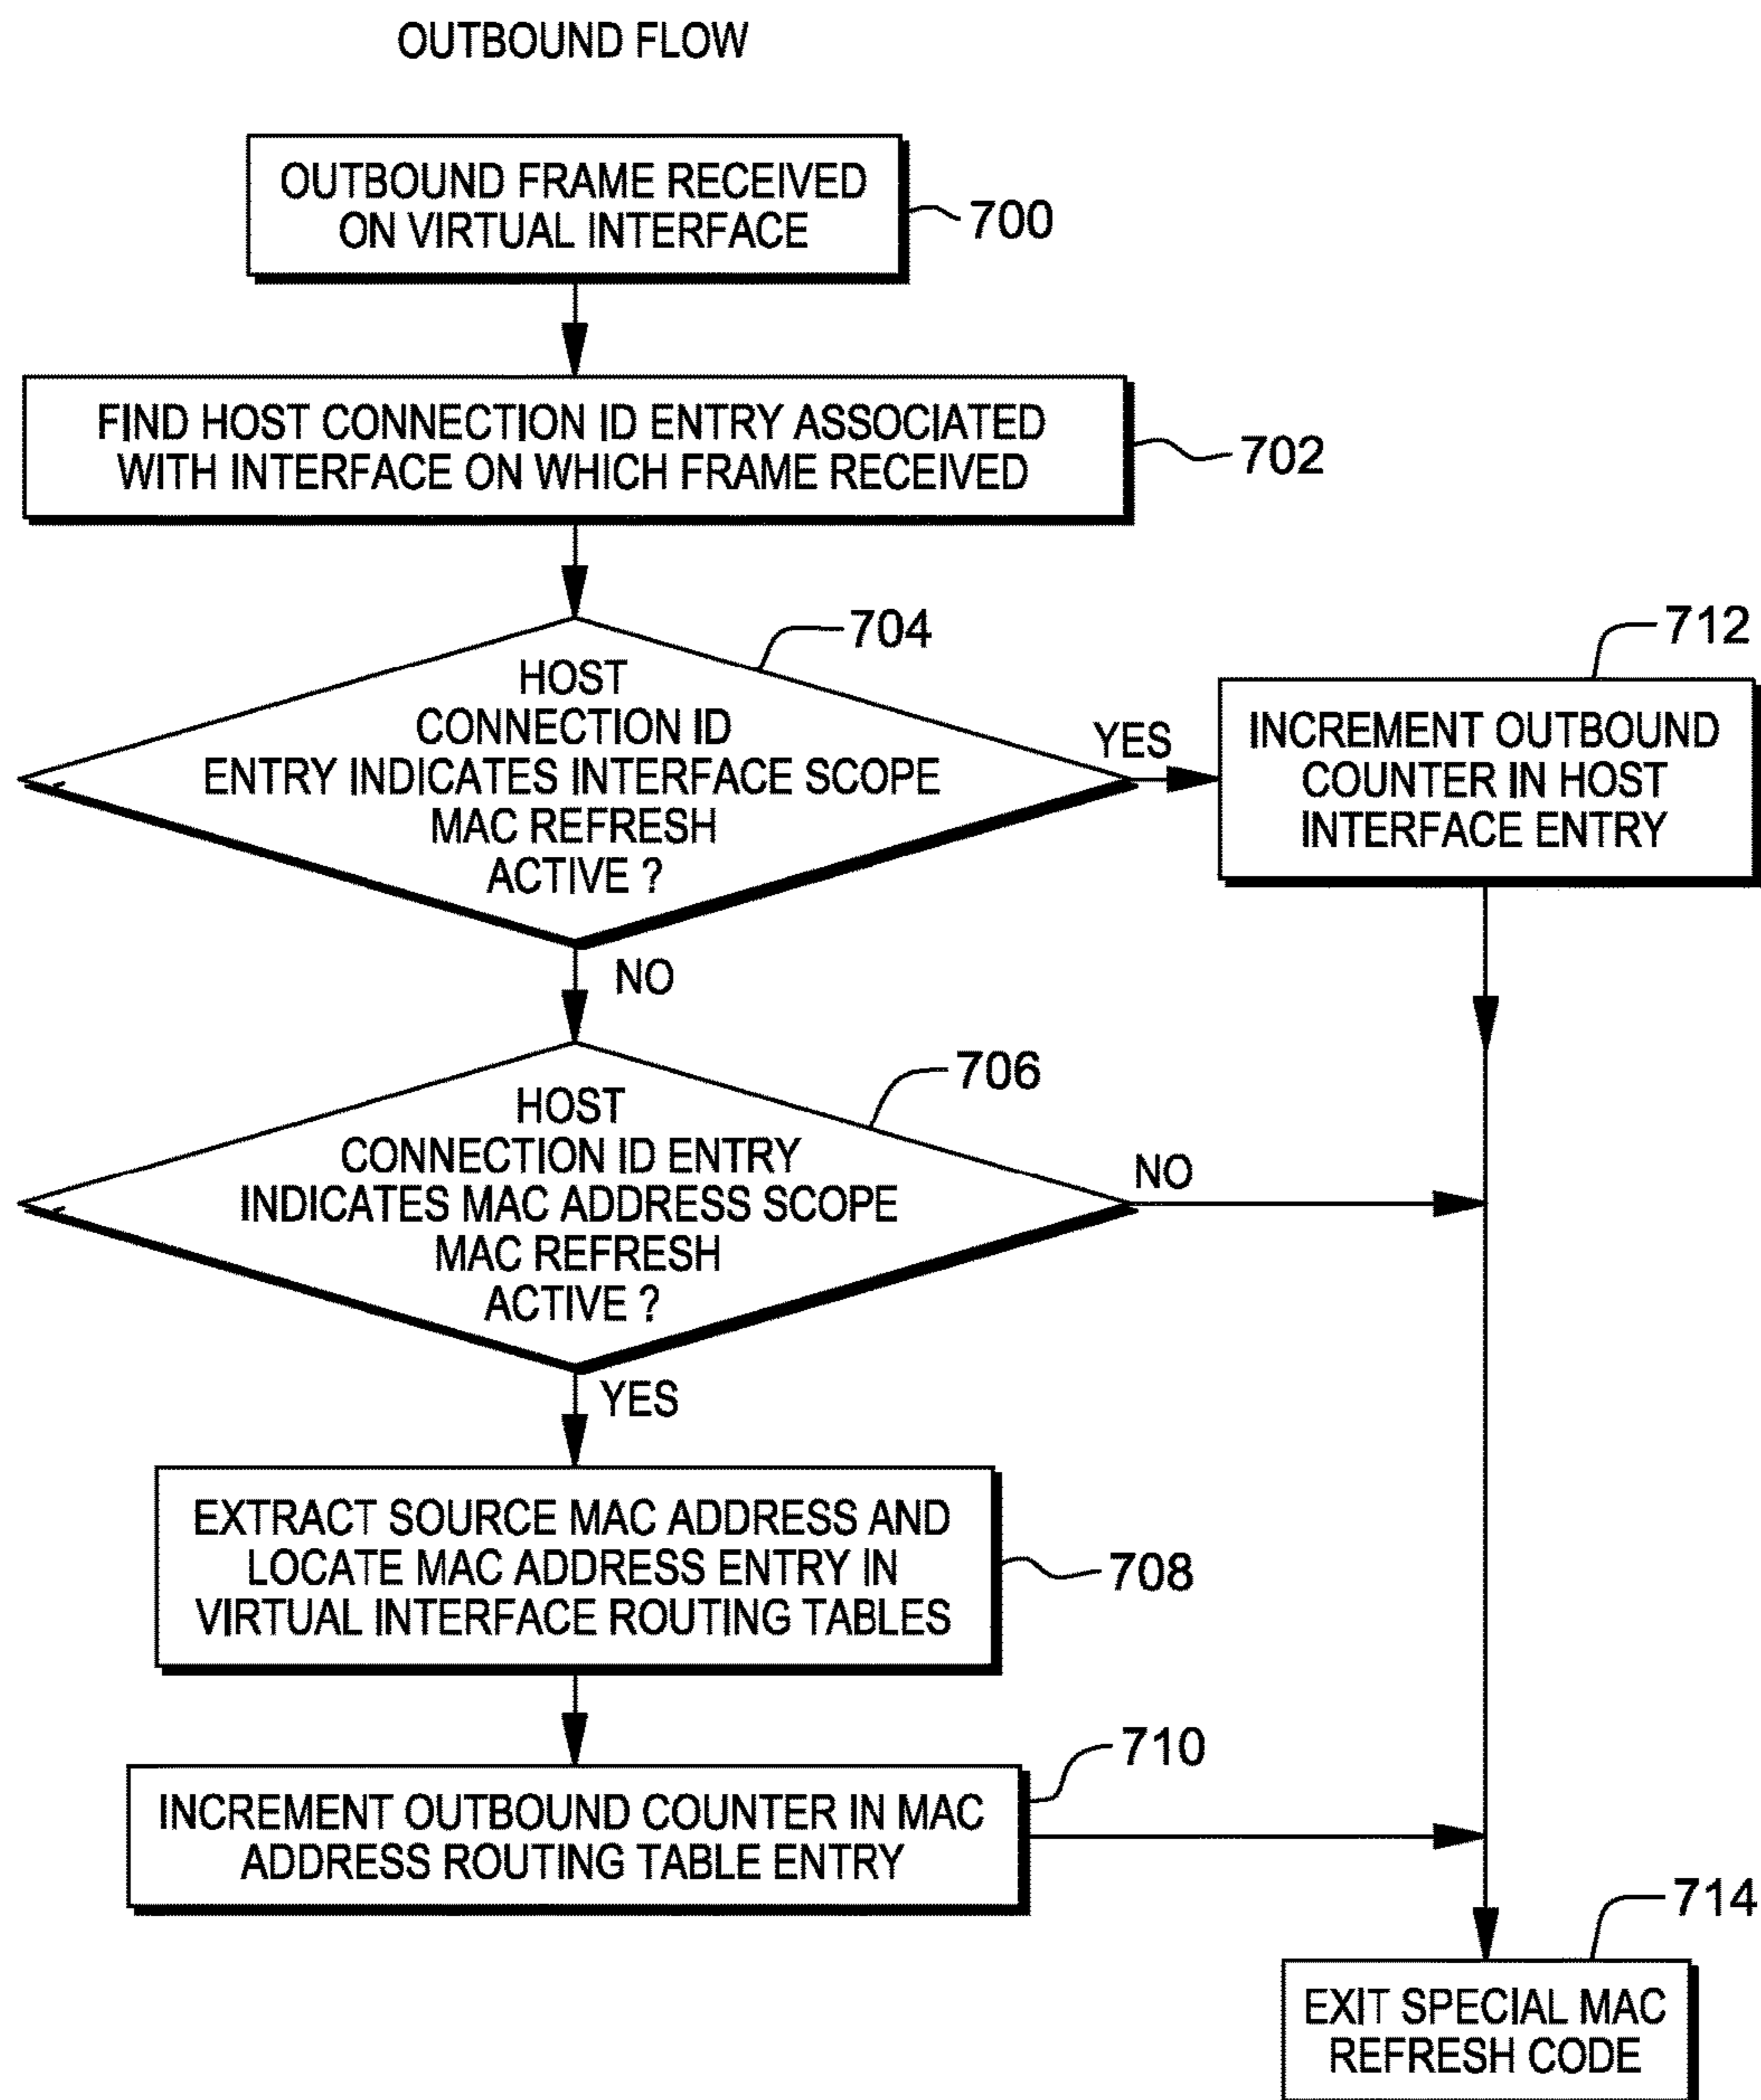 OUTBOUND FLOW
OUTBOUND FRAME RECEIVED
ON VIRTUAL INTERFACE
700
FIND HOST CONNECTION ID ENTRY ASSOCIATED
WITH INTERFACE ON WHICH FRAME RECEIVED
702
704
HOST
CONNECTION ID
ENTRY INDICATES INTERFACE SCOPE
MAC REFRESH
ACTIVE ?
YES
712
INCREMENT OUTBOUND
COUNTER IN HOST
INTERFACE ENTRY
NO
706
HOST
CONNECTION ID ENTRY
INDICATES MAC ADDRESS SCOPE
MAC REFRESH
ACTIVE ?
NO
YES
EXTRACT SOURCE MAC ADDRESS AND
LOCATE MAC ADDRESS ENTRY IN
VIRTUAL INTERFACE ROUTING TABLES
708
710
INCREMENT OUTBOUND COUNTER IN MAC
ADDRESS ROUTING TABLE ENTRY
714
EXIT SPECIAL MAC
REFRESH CODE